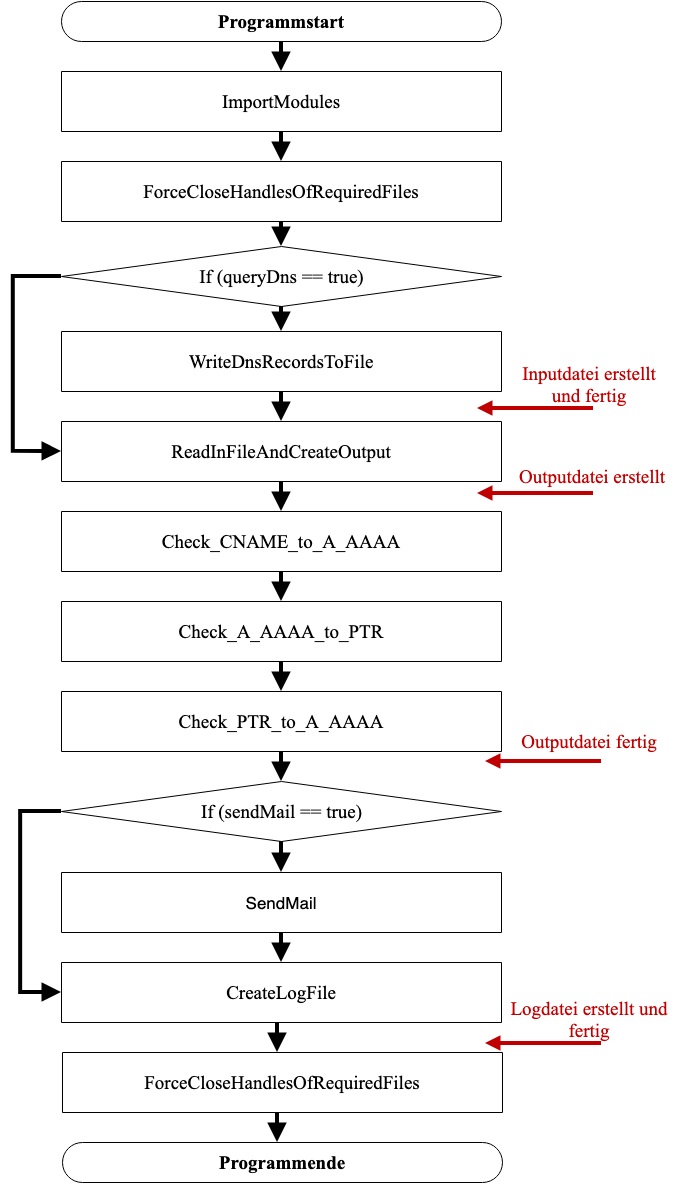 Programmstart
ImportModules
ForceCloseHandlesOfRequiredFiles
If (queryDns == true)
WriteDnsRecordsToFile
Inputdatei erstellt
und fertig
ReadInFileAndCreateOutput
Outputdatei erstellt
Check_CNAME_to_A_AAAA
Check_A_AAAA_to_PTR
Check_PTR_to_A_AAAA
Outputdatei fertig
If (sendMail == true)
SendMail
CreateLogFile
Logdatei erstellt und
fertig
ForceCloseHandlesOfRequiredFiles
Programmende